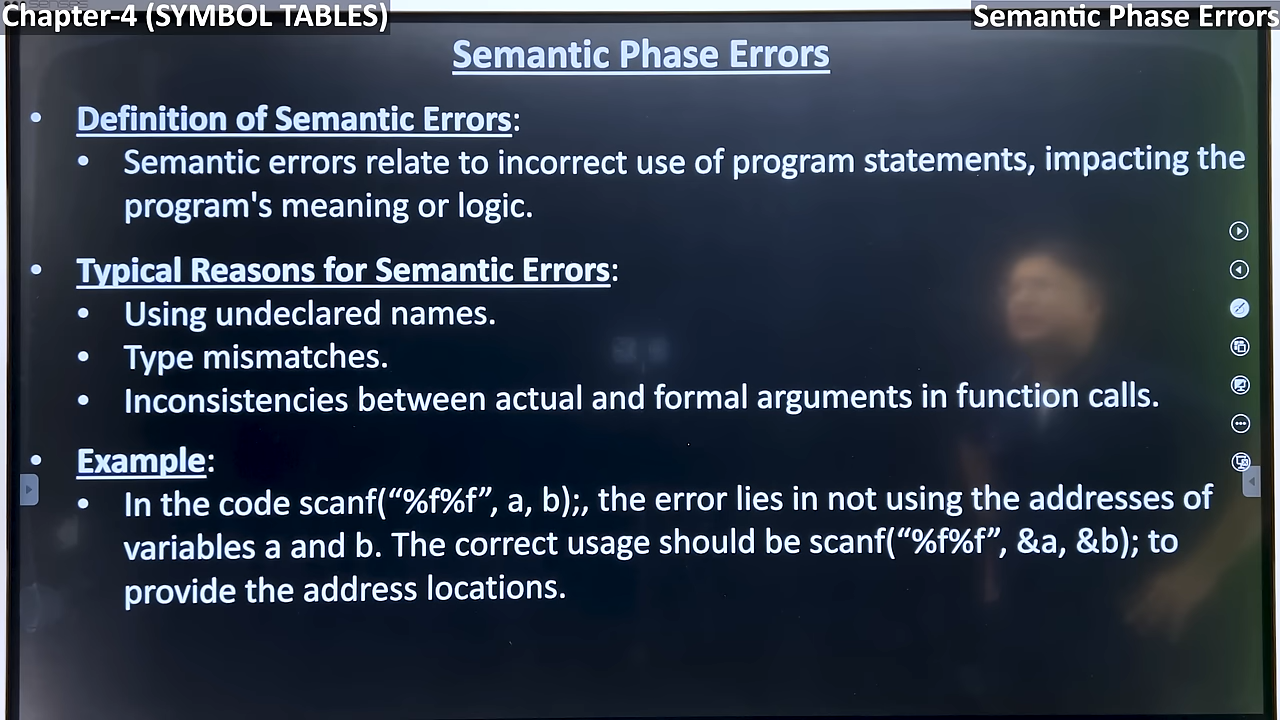 Chapter-4 (SYMBOL TABLES)
Semantic Phase Errors
Semantic Phase Errors
• Definition of Semantic Errors:
• Semantic errors relate to incorrect use of program statements, impacting the
program's meaning or logic.
• Typical Reasons for Semantic Errors:
• Using undeclared names.
• Type mismatches.
• Inconsistencies between actual and formal arguments in function calls.
• Example:
• In the code scanf(“%f%f”, a, b);, the error lies in not using the addresses of
variables a and b. The correct usage should be scanf(“%f%f”, &a, &b); to
provide the address locations.